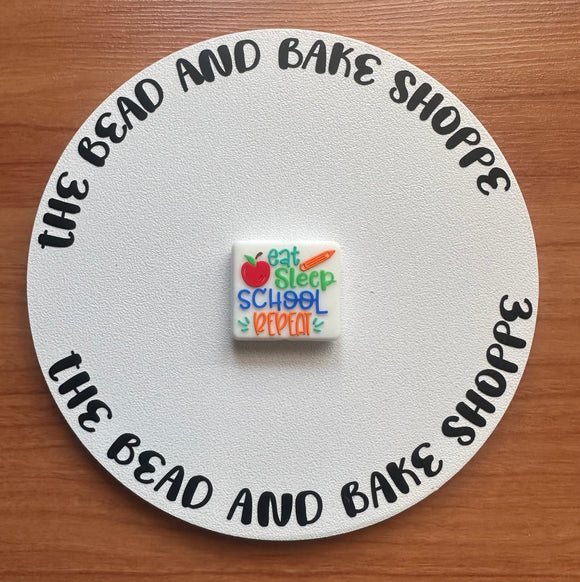 THE BEAD AND BAKE SHOPPE
eat
Sleep
SCHOOL
REPEAT
THE BEAD AND BAKE SHOPPE